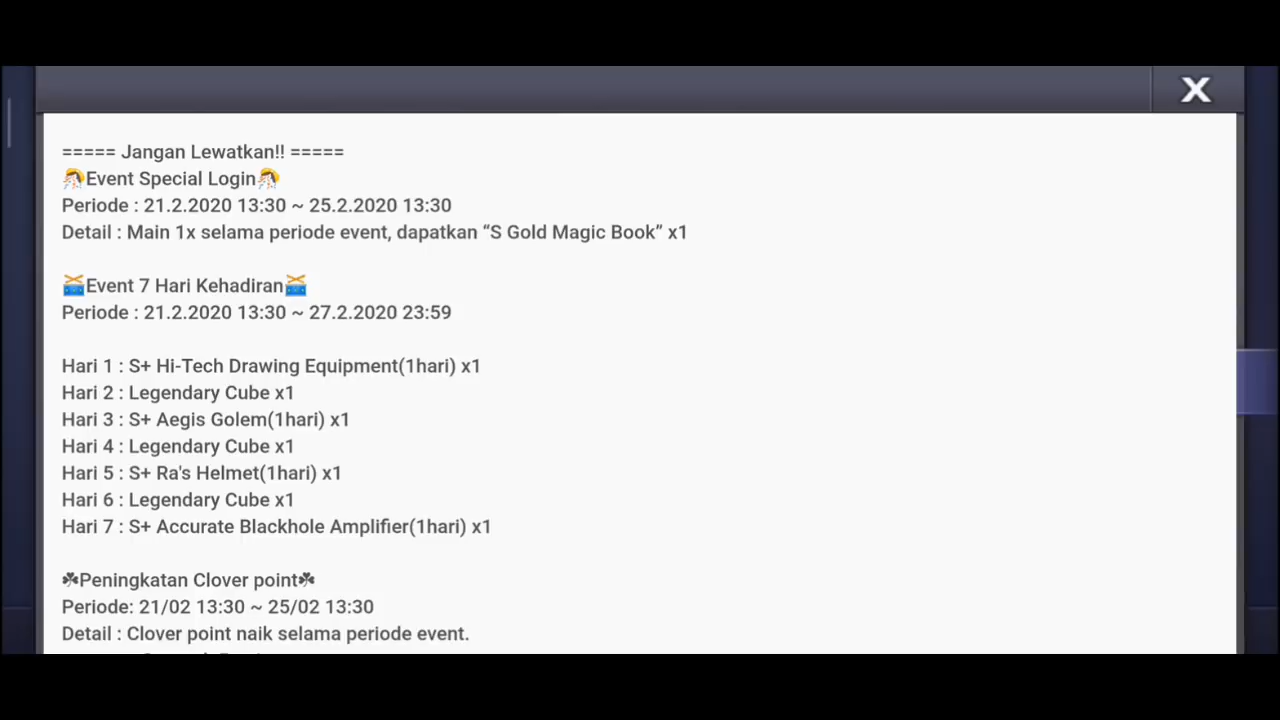 X
===== Jangan Lewatkan!! =====
Event Special Login
Periode : 21.2.2020 13:30 ~ 25.2.2020 13:30
Detail : Main 1x selama periode event, dapatkan “S Gold Magic Book” x1
Event 7 Hari Kehadiran
Periode : 21.2.2020 13:30 ~ 27.2.2020 23:59
Hari 1 : S+ Hi-Tech Drawing Equipment(1hari) x1
Hari 2 : Legendary Cube x1
Hari 3 : S+ Aegis Golem(1hari) x1
Hari 4 : Legendary Cube x1
Hari 5 : S+ Ra's Helmet(1hari) x1
Hari 6 : Legendary Cube x1
Hari 7 : S+ Accurate Blackhole Amplifier(1hari) x1
☘Peningkatan Clover point☘
Periode: 21/02 13:30 ~ 25/02 13:30
Detail : Clover point naik selama periode event.